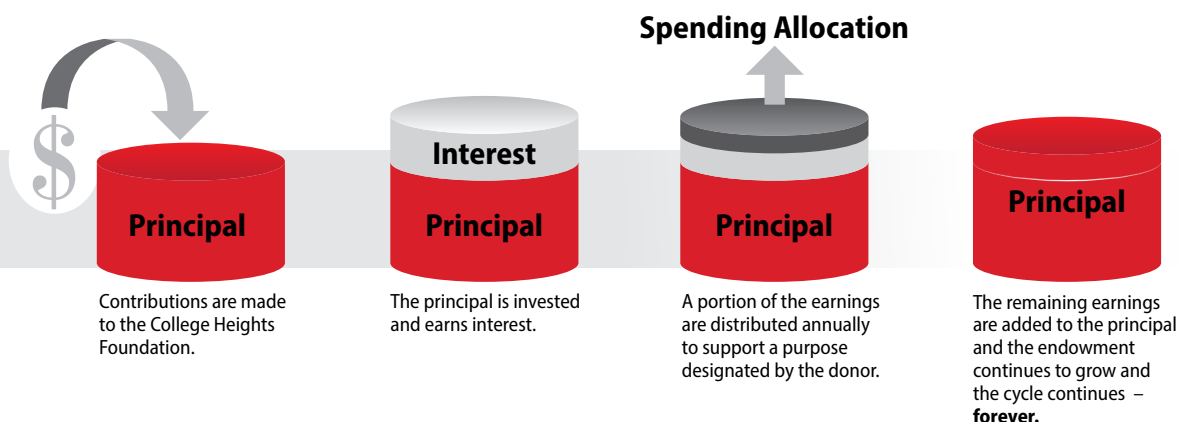 Spending Allocation
$
Principal
Contributions are made
to the College Heights
Foundation.
Interest
Principal
The principal is invested
and earns interest.
Principal
A portion of the earnings
are distributed annually
to support a purpose
designated by the donor.
Principal
The remaining earnings
are added to the principal
and the endowment
continues to grow and
the cycle continues –
forever.